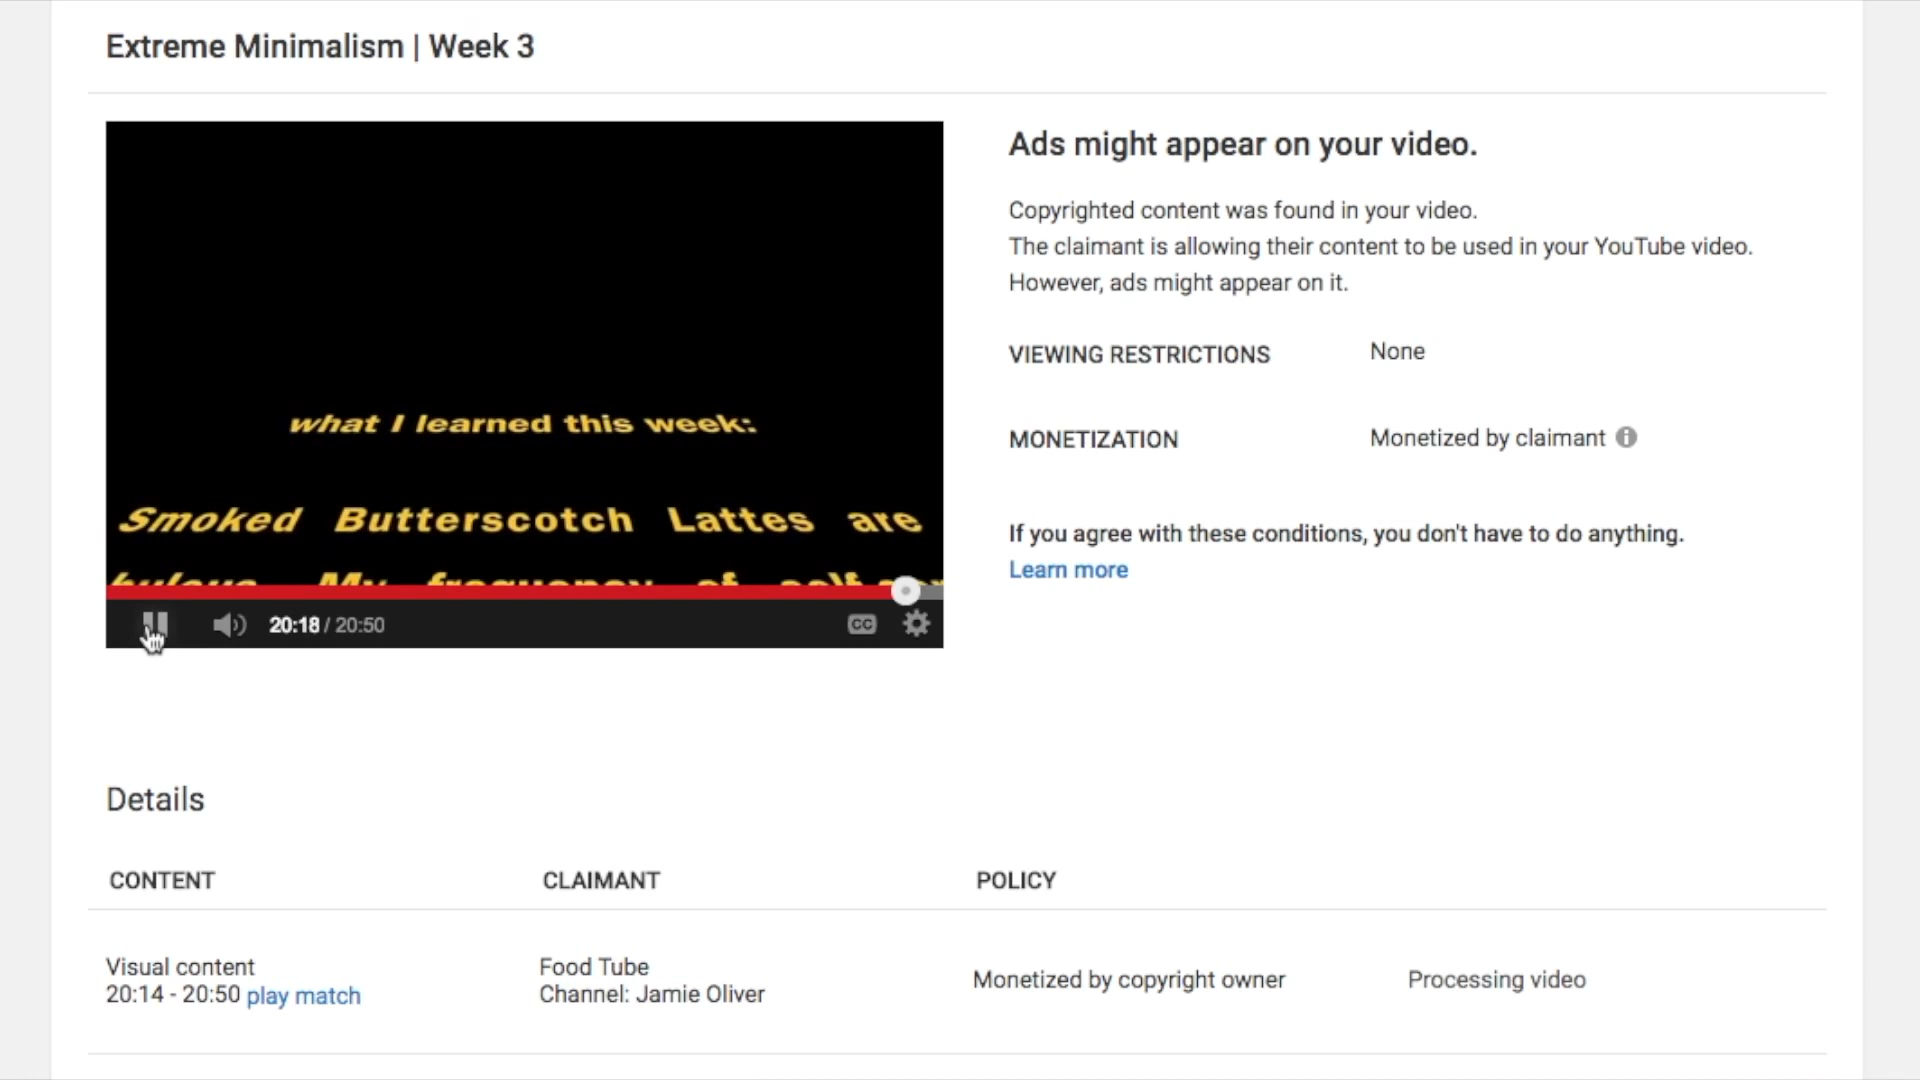 Extreme Minimalism | Week 3
what I learned this week:
Smoked Butterscotch Lattes are
My frequency of
20:18 / 20:50
CC
Ads might appear on your video.
Copyrighted content was found in your video.
The claimant is allowing their content to be used in your YouTube video.
However, ads might appear on it.
VIEWING RESTRICTIONS None
MONETIZATION Monetized by claimant
If you agree with these conditions, you don't have to do anything.
Learn more
Details
CONTENT CLAIMANT POLICY
Visual content
20:14 - 20:50 play match
Food Tube
Channel: Jamie Oliver
Monetized by copyright owner
Processing video